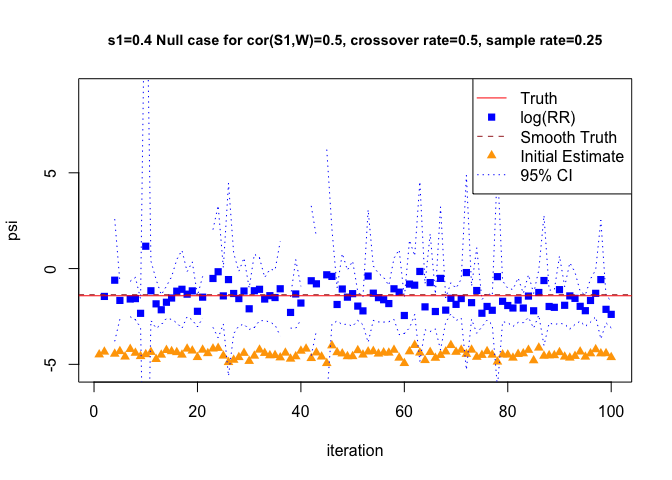 s1=0.4 Null case for cor(S1,W)=0.5, crossover rate=0.5, sample rate=0.25
Truth
log(RR)
Smooth Truth
Initial Estimate
95% CI
psi
5
0
-5
0
20
40
60
80
100
iteration